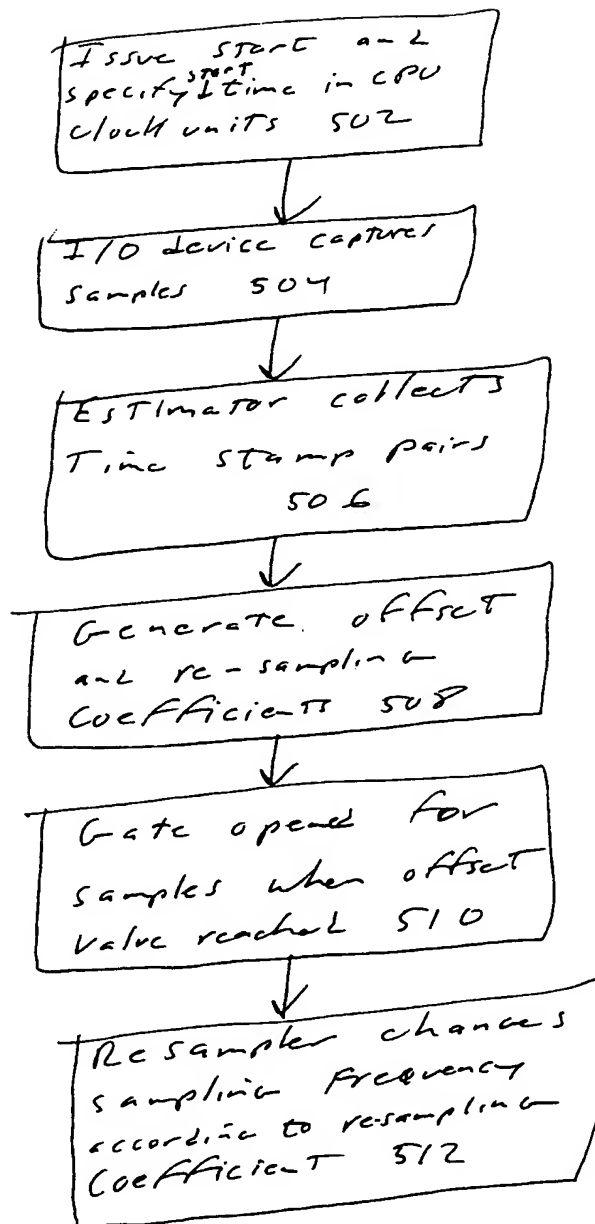 Issue start and
specify start time in CPU
clock units 502
I/O device captures
samples 504
Estimator collects
Time stamp pairs
506
Generate offset
and re-sampling
coefficients 508
Gate opened for
samples when offset
value reached 510
Resampler changes
sampling frequency
according to resampling
coefficient 512